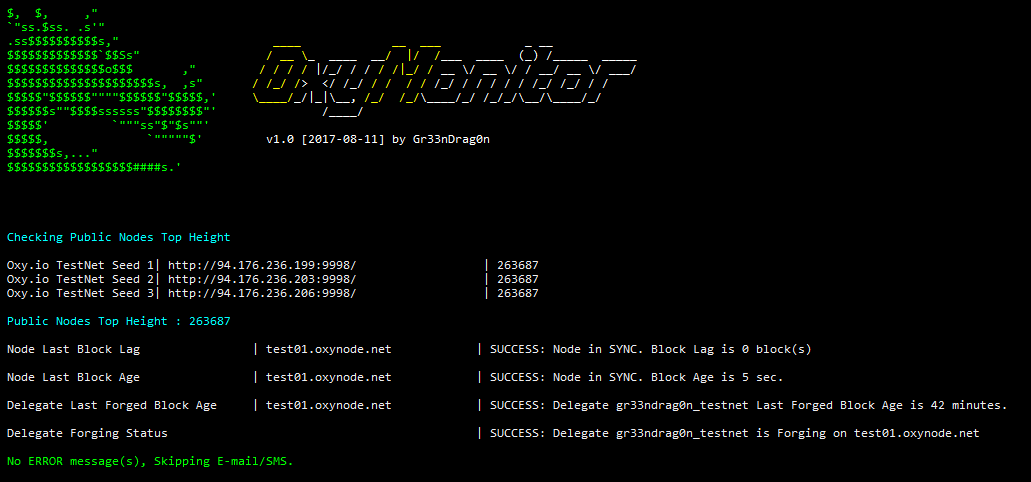 OxyMonitor
v1.0 [2017-08-11] by Gr33nDrag0n
Checking Public Nodes Top Height
Oxy.io TestNet Seed 1| http://94.176.236.199:9998/ | 263687
Oxy.io TestNet Seed 2| http://94.176.236.203:9998/ | 263687
Oxy.io TestNet Seed 3| http://94.176.236.206:9998/ | 263687
Public Nodes Top Height : 263687
Node Last Block Lag | test01.oxynode.net | SUCCESS: Node in SYNC. Block Lag is 0 block(s)
Node Last Block Age | test01.oxynode.net | SUCCESS: Node in SYNC. Block Age is 5 sec.
Delegate Last Forged Block Age | test01.oxynode.net | SUCCESS: Delegate gr33ndrag0n_testnet Last Forged Block Age is 42 minutes.
Delegate Forging Status | SUCCESS: Delegate gr33ndrag0n_testnet is Forging on test01.oxynode.net
No ERROR message(s), Skipping E-mail/SMS.